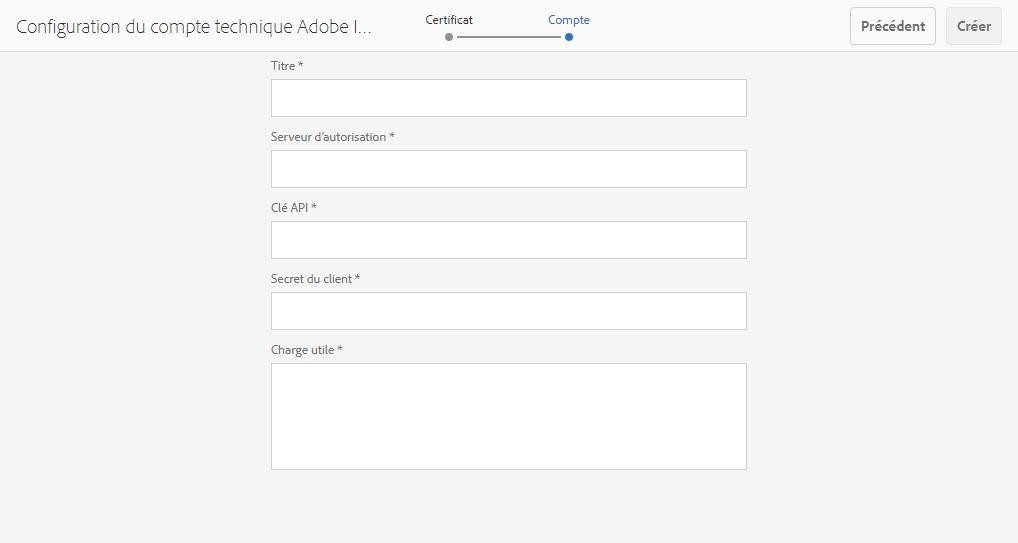 Configuration du compte technique Adobe I...
Certificat
Compte
Précédent
Créer
Titre *
Serveur d'autorisation *
Clé API *
Secret du client *
Charge utile *